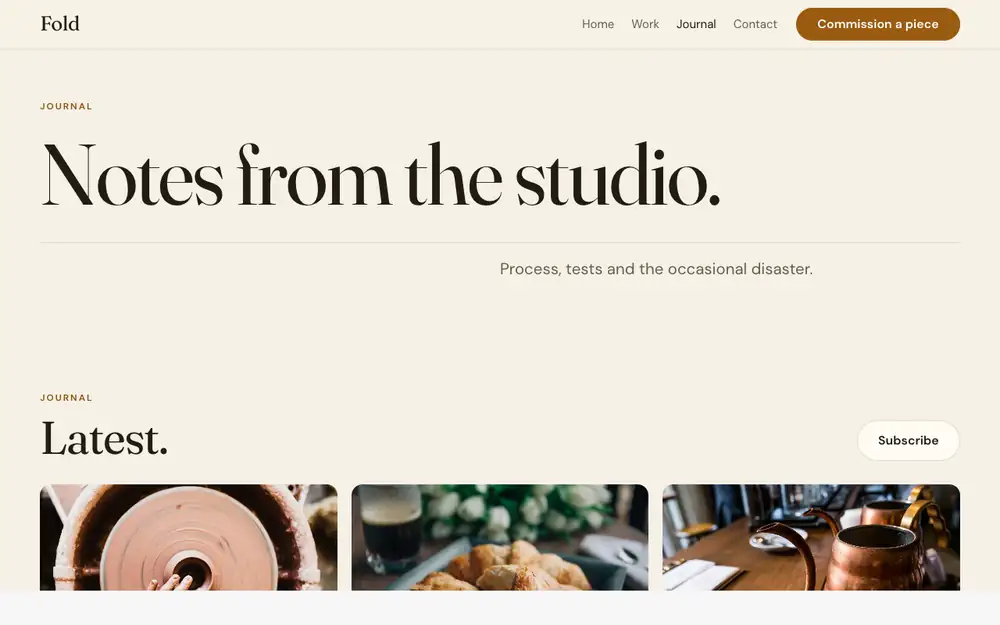 Fold
Home Work Journal Contact Commission a piece
JOURNAL
Notes from the studio.
Process, tests and the occasional disaster.
JOURNAL
Latest.
Subscribe